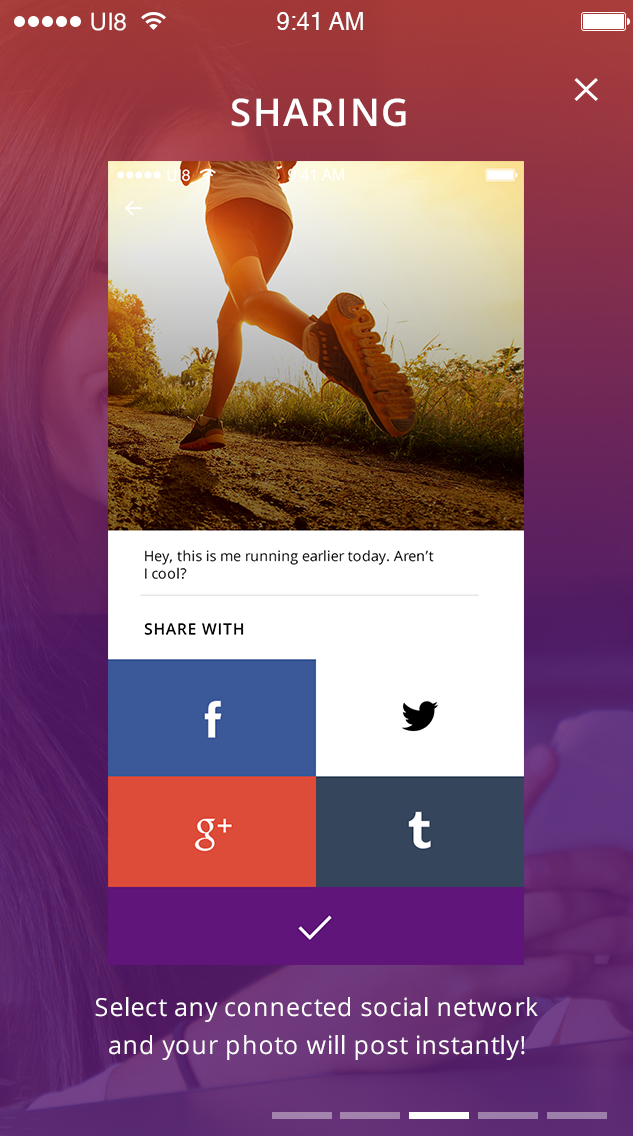 UI8 9:41 AM
SHARING
UI8 9:41 AM
Hey, this is me running earlier today. Aren't
I cool?
SHARE WITH
f
g+
t
Select any connected social network
and your photo will post instantly!